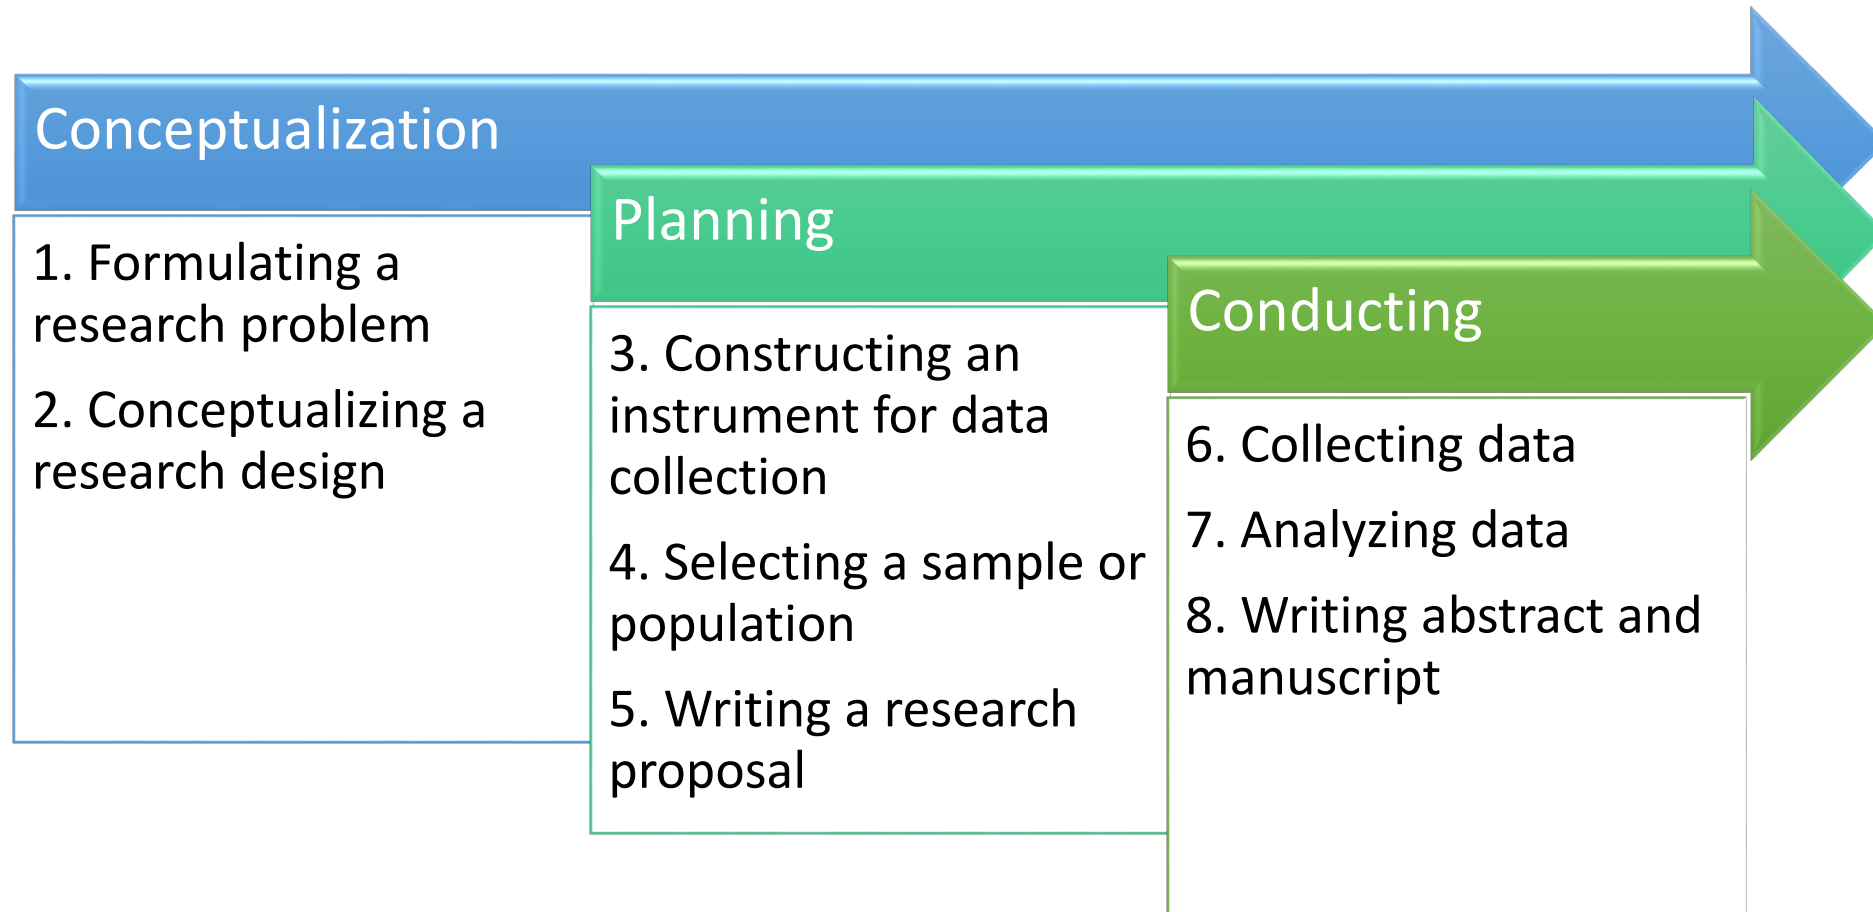 Conceptualization
1. Formulating a
research problem
2. Conceptualizing a
research design
Planning
3. Constructing an
instrument for data
collection
4. Selecting a sample or
population
5. Writing a research
proposal
Conducting
6. Collecting data
7. Analyzing data
8. Writing abstract and
manuscript